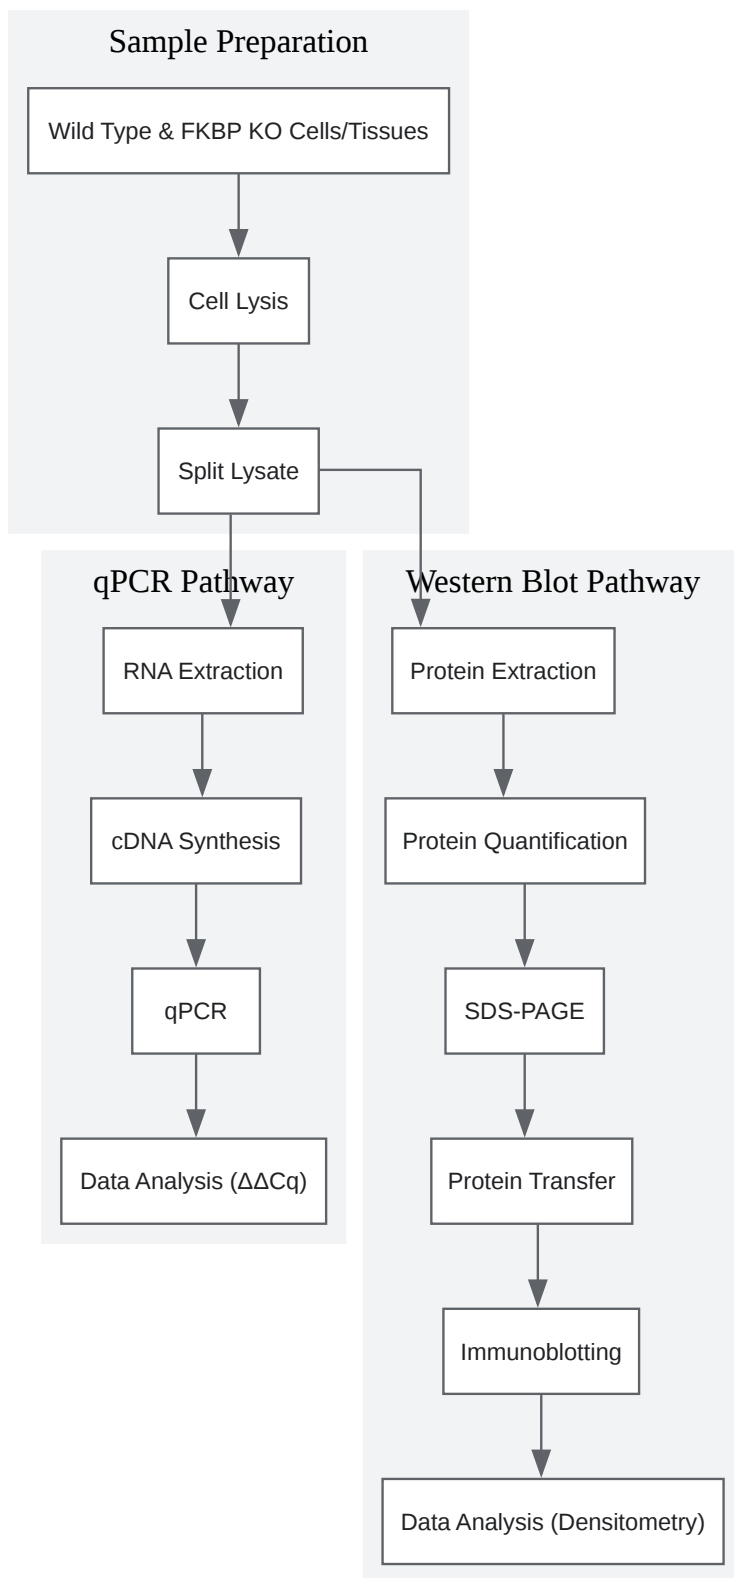 Sample Preparation
Wild Type & FKBP KO Cells/Tissues
Cell Lysis
Split Lysate
qPCR Pathway
RNA Extraction
cDNA Synthesis
qPCR
Data Analysis (ΔΔCq)
Western Blot Pathway
Protein Extraction
Protein Quantification
SDS-PAGE
Protein Transfer
Immunoblotting
Data Analysis (Densitometry)